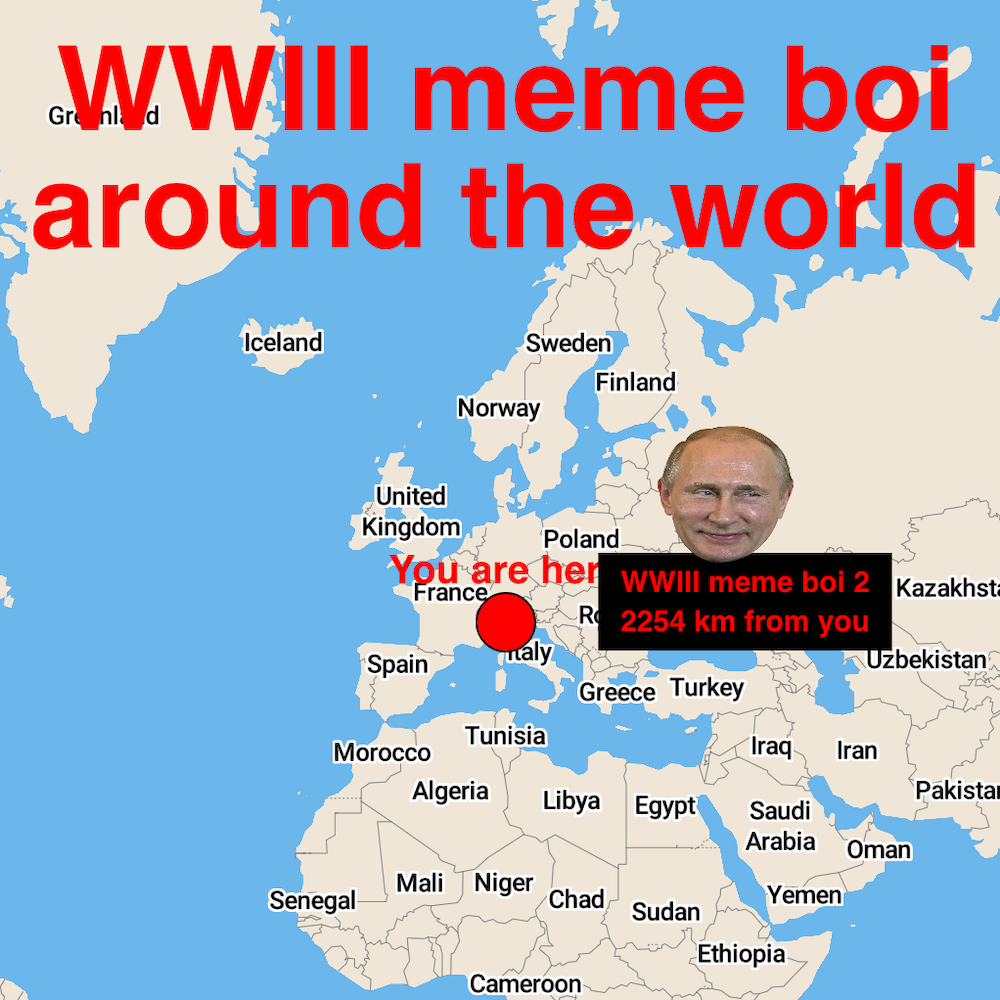 WWIII meme boi
around the world
Greenland
Iceland
Sweden
Finland
Norway
United
Kingdom
Poland
You are her
WWIII meme boi 2
2254 km from you
France
Ro
Kazakhsta
Italy
Spain
Uzbekistan
Greece
Turkey
Tunisia
Morocco
Iraq
Iran
Algeria
Libya
Egypt
Saudi
Arabia
Pakistan
Oman
Mali
Niger
Chad
Senegal
Sudan
Yemen
Ethiopia
Cameroon